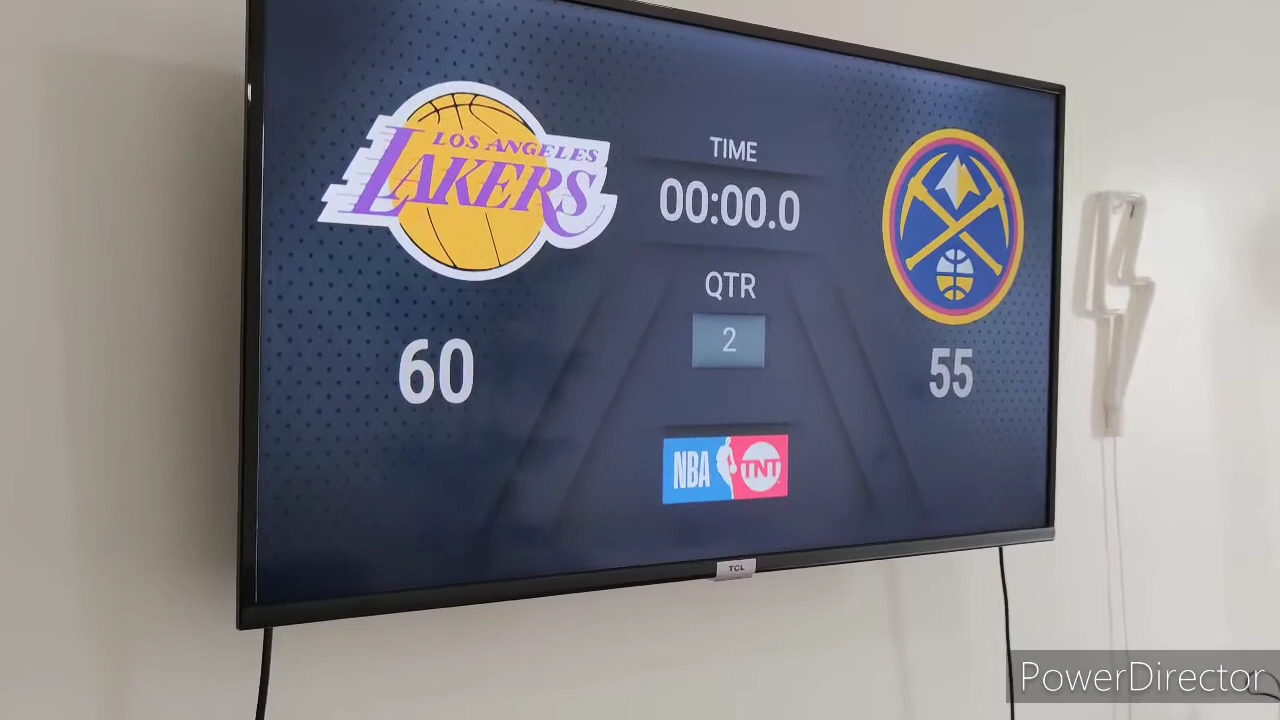 LOS ANGELES
LAKERS
TIME
00:00.0
QTR
2
60
55
NBA
TNT
TCL
PowerDirector